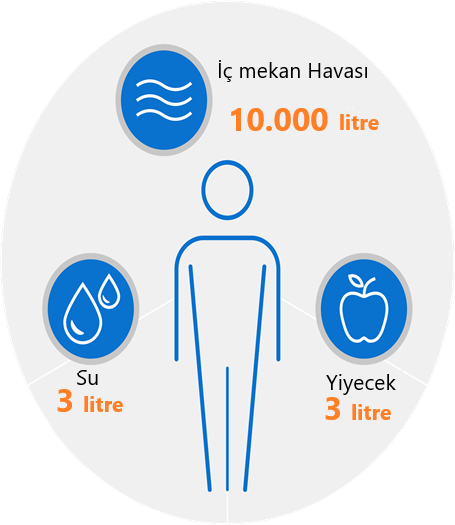 İç mekan Havası
10.000 litre
Su
3 litre
Yiyecek
3 litre